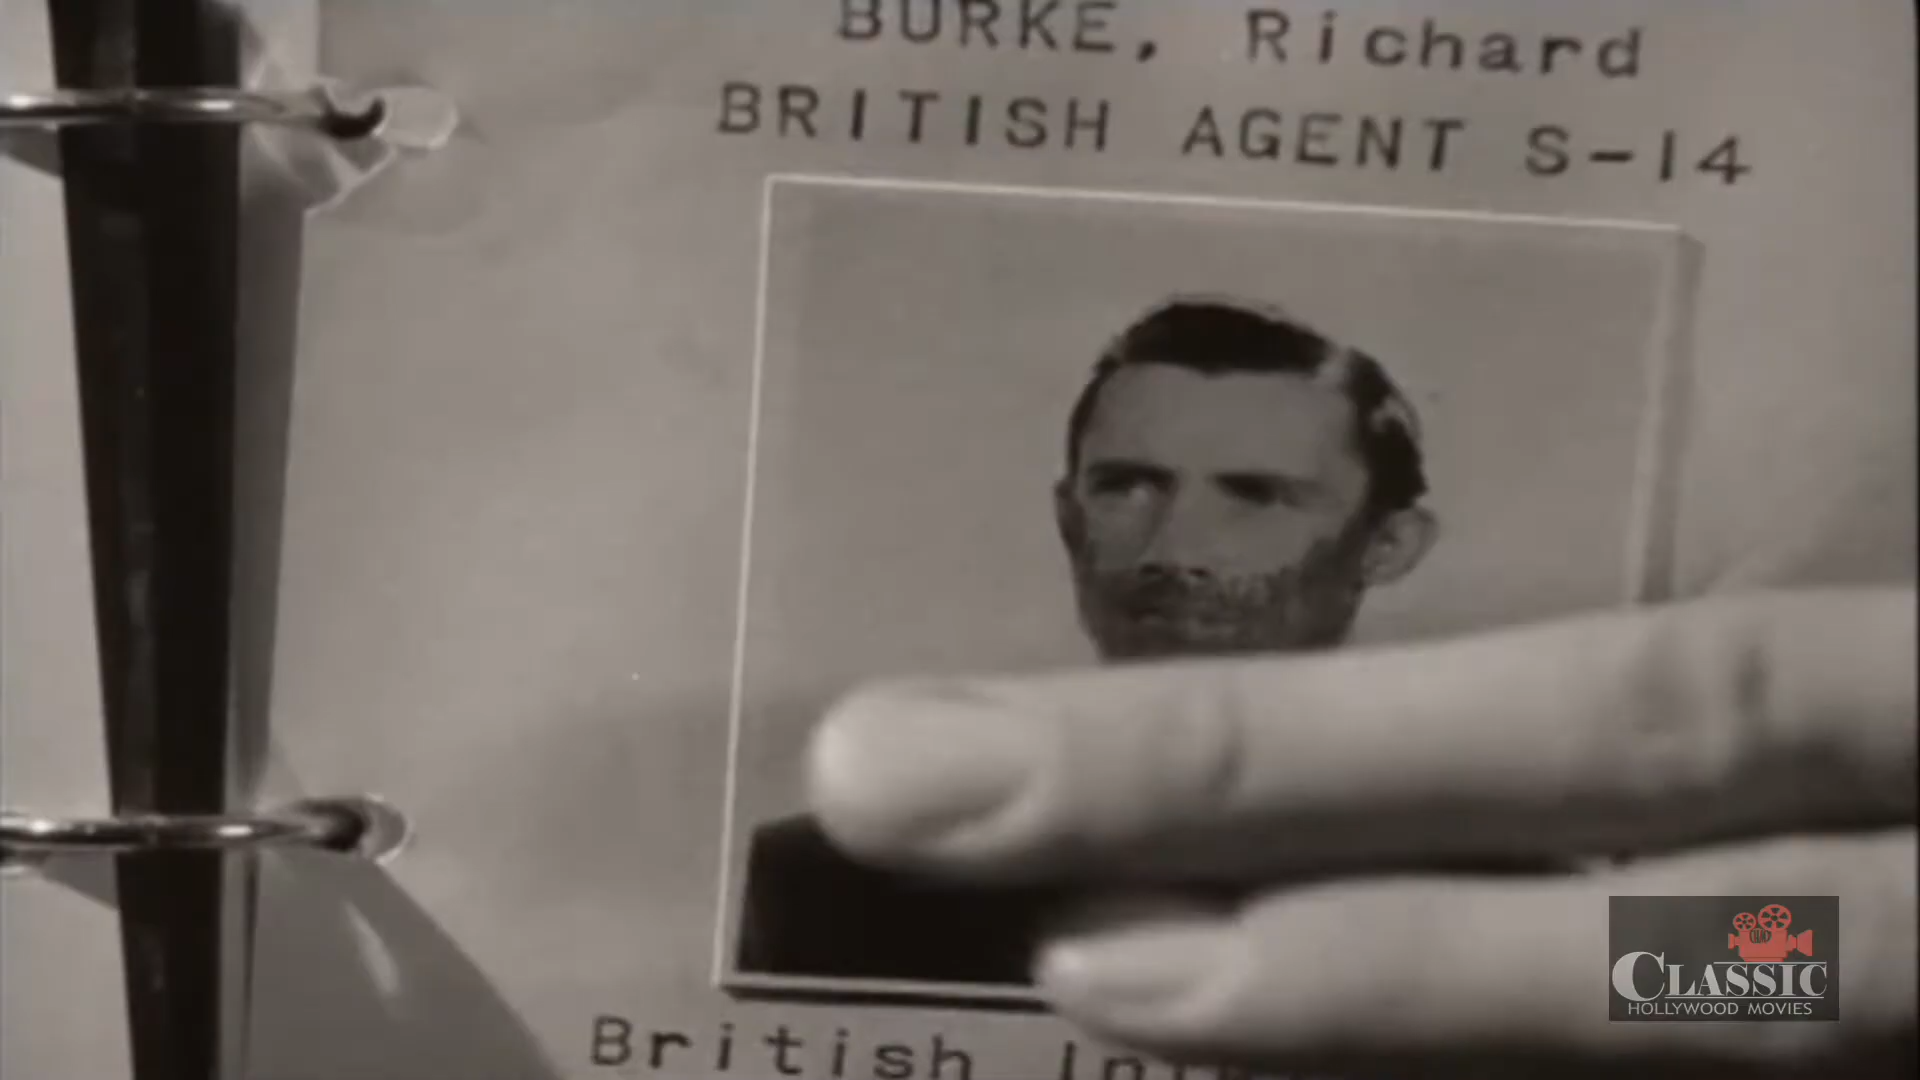 BURKE, Richard
BRITISH AGENT S-14
British
CLASSIC
HOLLYWOOD MOVIES